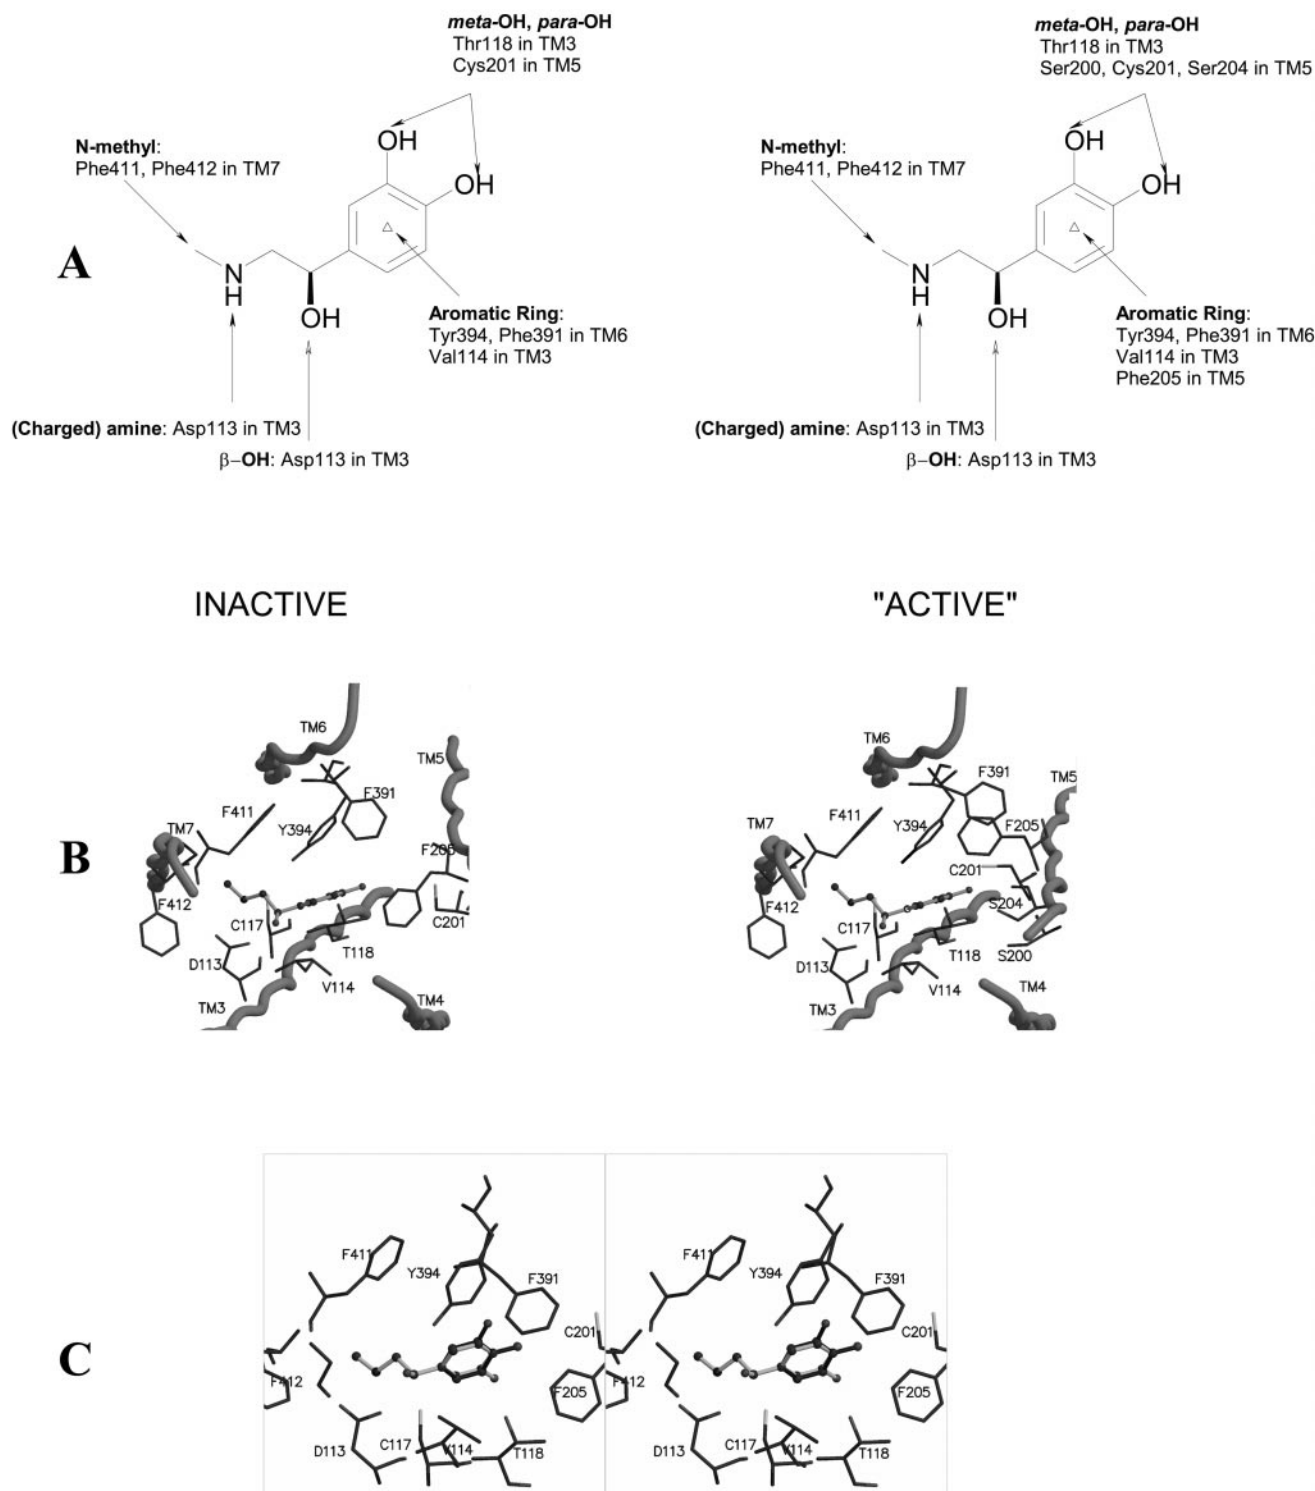 meta-OH, para-OH
Thr118 in TM3
Cys201 in TM5
OH
OH
N-methyl:
Phe411, Phe412 in TM7
N
H
OH
Aromatic Ring:
Tyr394, Phe391 in TM6
Val114 in TM3
(Charged) amine: Asp113 in TM3
β–OH: Asp113 in TM3
A
meta-OH, para-OH
Thr118 in TM3
Ser200, Cys201, Ser204 in TM5
OH
OH
N-methyl:
Phe411, Phe412 in TM7
N
H
OH
Aromatic Ring:
Tyr394, Phe391 in TM6
Val114 in TM3
Phe205 in TM5
(Charged) amine: Asp113 in TM3
β–OH: Asp113 in TM3
INACTIVE
"ACTIVE"
B
TM6
TM5
F391
F411
Y394
TM7
F205
F412
C117
C201
T118
D113
V114
TM3
TM4
TM6
TM5
F391
F411
Y394
F205
TM7
C201
F412
S204
C117
T118
S200
D113
V114
TM3
TM4
C
F411
Y394
F391
C201
F412
F205
D113
C117
V114
T118
F411
Y394
F391
C201
F412
F205
D113
C117
V114
T118